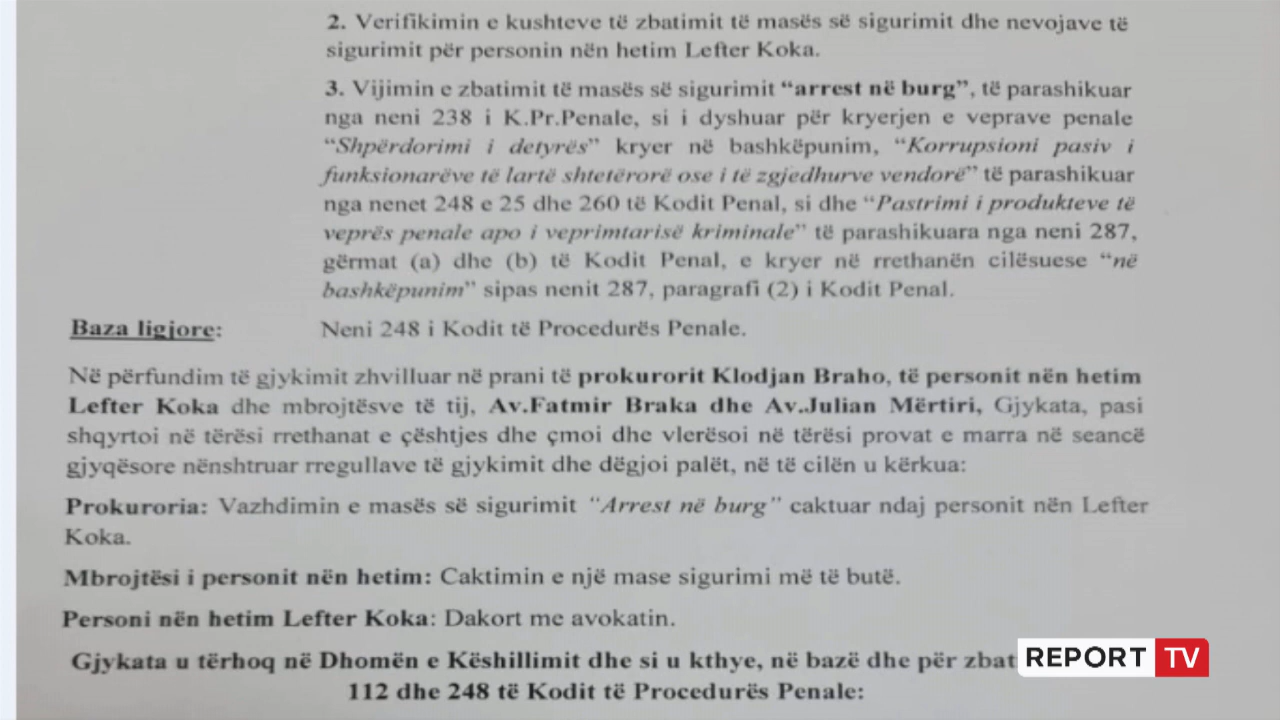 2. Verifikimin e kushteve të zbatimit të masës së sigurimit dhe nevojave të
sigurimit për personin nën hetim Lefter Koka.
3. Vijimin e zbatimit të masës së sigurimit “arrest në burg”, të parashikuar
nga neni 238 i K.Pr.Penale, si i dyshuar për kryerjen e veprave penale
“Shpërdorimi i detyrës” kryer në bashkëpunim, “Korrupsioni pasiv i
funksionarëve të lartë shtetërorë ose i të zgjedhurve vendorë” të parashikuar
nga nenet 248 e 25 dhe 260 të Kodit Penal, si dhe “Pastrimi i produkteve të
veprës penale apo i veprimtarisë kriminale” të parashikuara nga neni 287,
gërmat (a) dhe (b) të Kodit Penal, e kryer në rrethanën cilësuese “në
bashkëpunim” sipas nenit 287, paragrafi (2) i Kodit Penal.
Baza ligjore: Neni 248 i Kodit të Procedurës Penale.
Në përfundim të gjykimit zhvilluar në prani të prokurorit Klodjan Braho, të personit nën hetim
Lefter Koka dhe mbrojtësve të tij, Av.Fatmir Braka dhe Av.Julian Mërtiri, Gjykata, pasi
shqyrtoi në tërësi rrethanat e çështjes dhe çmoi dhe vlerësoi në tërësi provat e marra në seancë
gjyqësore nënshtruar rregullave të gjykimit dhe dëgjoi palët, në të cilën u kërkua:
Prokuroria: Vazhdimin e masës së sigurimit “Arrest në burg” caktuar ndaj personit nën Lefter
Koka.
Mbrojtësi i personit nën hetim: Caktimin e një mase sigurimi më të butë.
Personi nën hetim Lefter Koka: Dakort me avokatin.
Gjykata u tërhoq në Dhomën e Këshillimit dhe si u kthye, në bazë dhe për zbat
112 dhe 248 të Kodit të Procedurës Penale:
REPORT TV